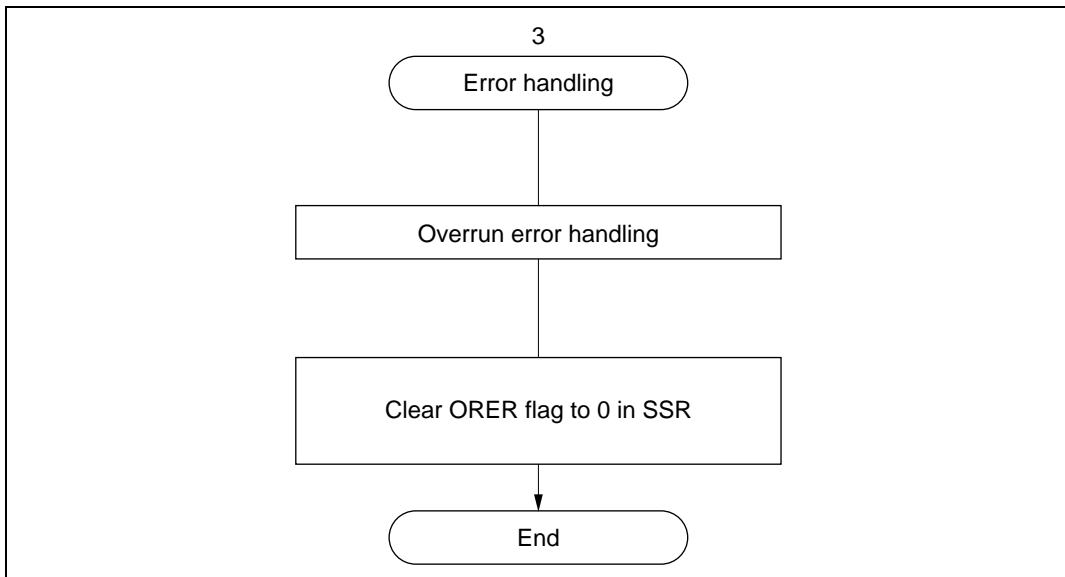 3
Error handling
Overrun error handling
Clear ORER flag to 0 in SSR
End